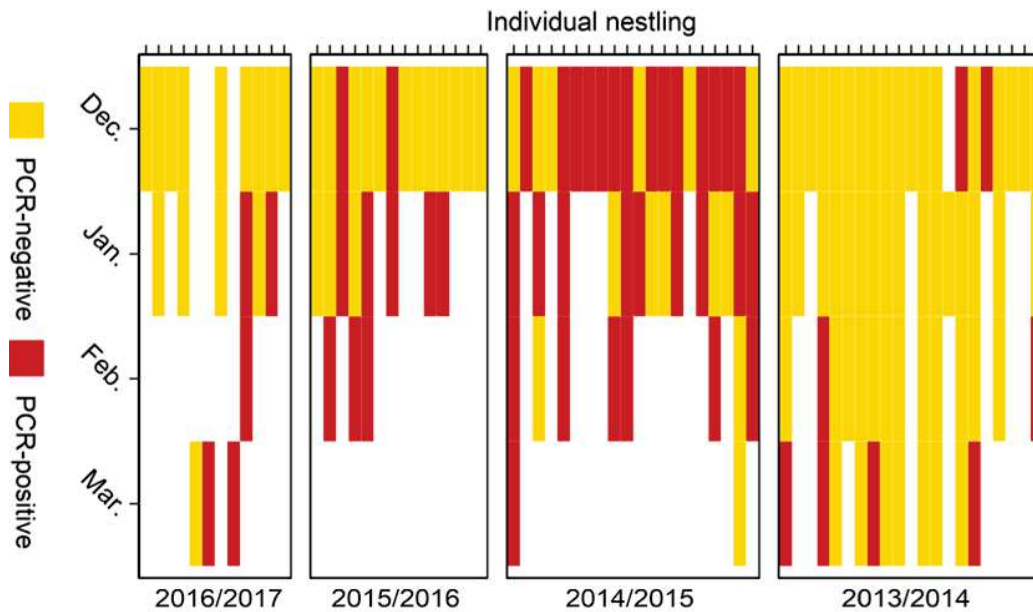 Individual nestling
PCR-negative
PCR-positive
Dec.
Jan.
Feb.
Mar.
2016/2017
2015/2016
2014/2015
2013/2014